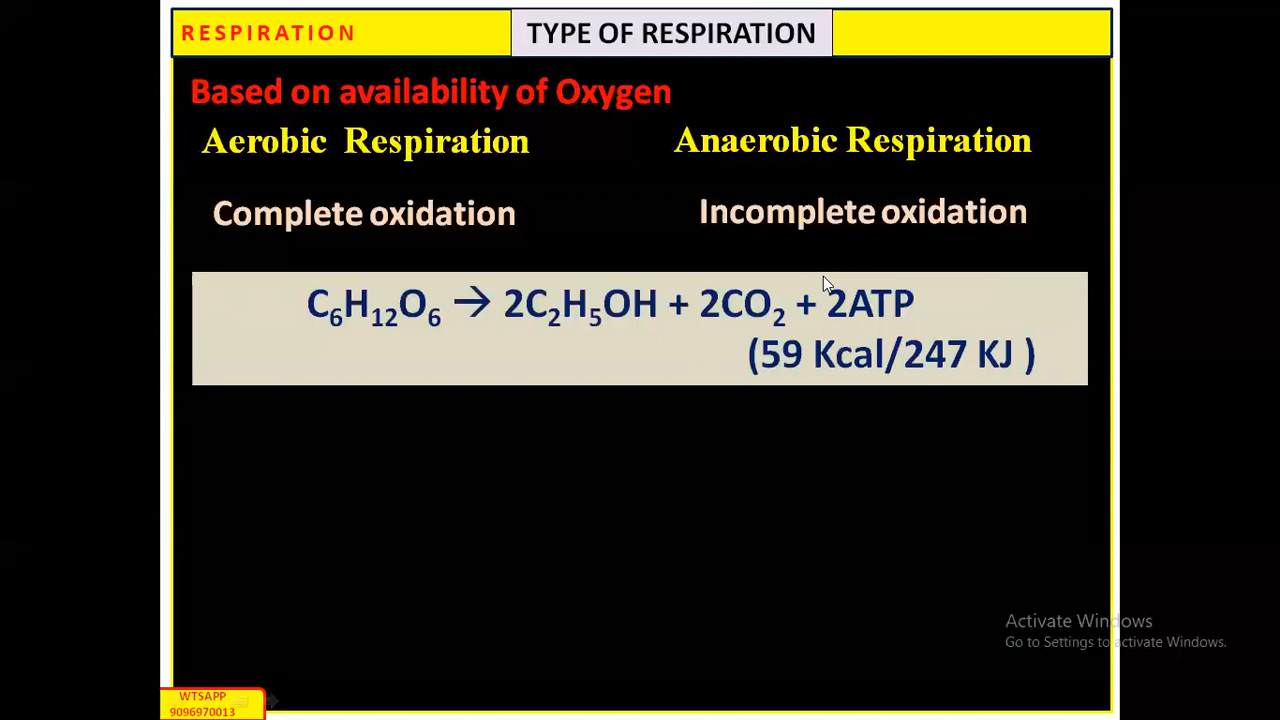 RESPIRATION
TYPE OF RESPIRATION
Based on availability of Oxygen
Aerobic Respiration
Anaerobic Respiration
Complete oxidation
Incomplete oxidation
C₆H₁₂O₆ → 2C₂H₅OH + 2CO₂ + 2ATP
(59 Kcal/247 KJ )
Activate Windows
Go to Settings to activate Windows.
WTSAPP
9096970013